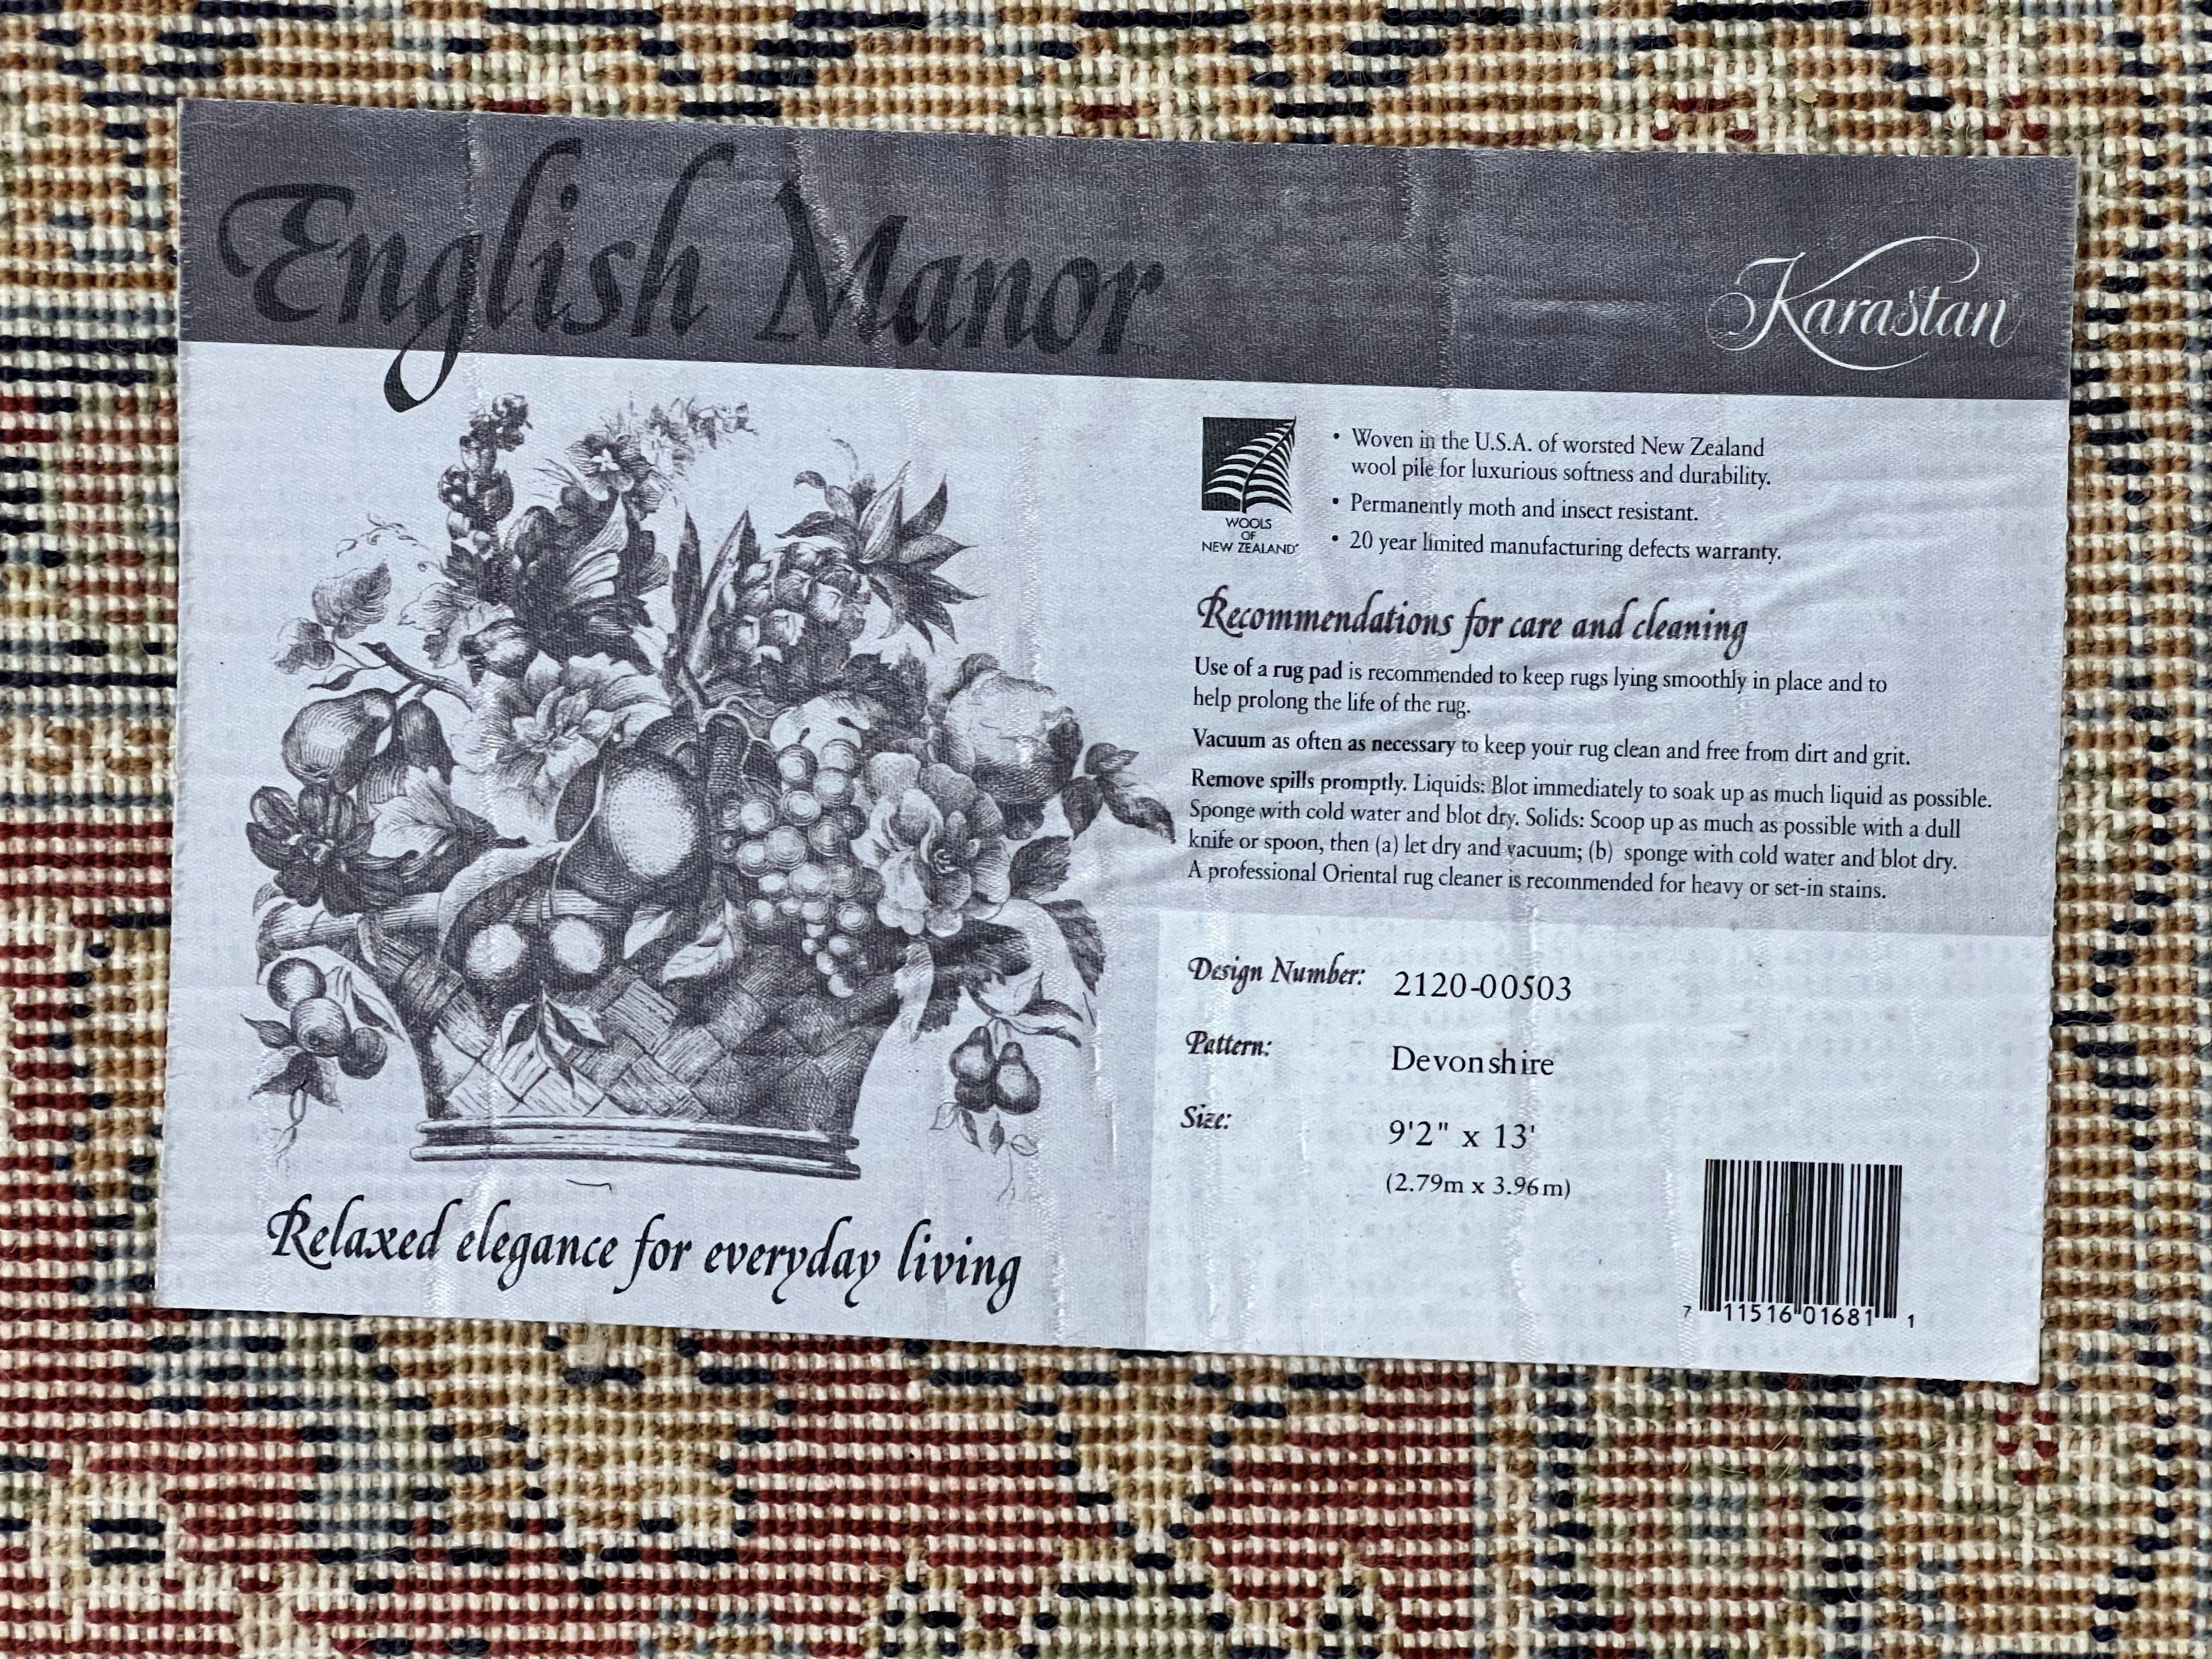 English Manor™
Karastan
WOOLS
OF
NEW ZEALAND®
• Woven in the U.S.A. of worsted New Zealand
wool pile for luxurious softness and durability.
• Permanently moth and insect resistant.
• 20 year limited manufacturing defects warranty.
Recommendations for care and cleaning
Use of a rug pad is recommended to keep rugs lying smoothly in place and to
help prolong the life of the rug.
Vacuum as often as necessary to keep your rug clean and free from dirt and grit.
Remove spills promptly. Liquids: Blot immediately to soak up as much liquid as possible.
Sponge with cold water and blot dry. Solids: Scoop up as much as possible with a dull
knife or spoon, then (a) let dry and vacuum; (b) sponge with cold water and blot dry.
A professional Oriental rug cleaner is recommended for heavy or set-in stains.
Design Number: 2120-00503
Pattern: Devonshire
Size: 9'2" x 13'
(2.79m x 3.96m)
7 11516 01681 1
Relaxed elegance for everyday living